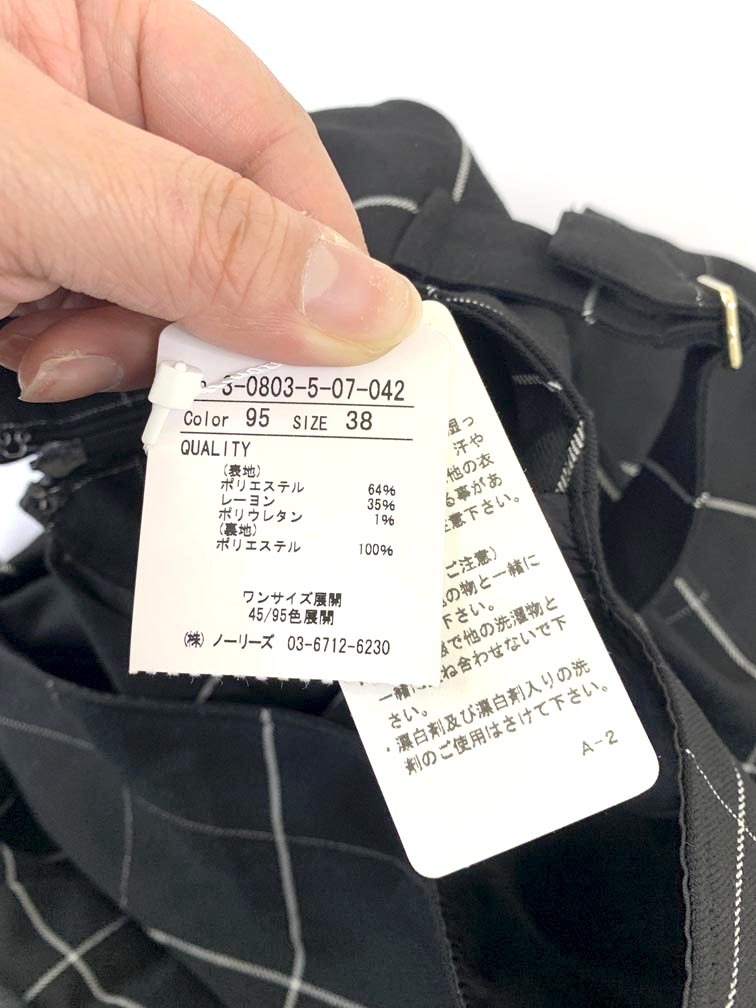 3-0803-5-07-042
Color 95 SIZE 38
QUALITY
(表地)
ポリエステル 64%
レーヨン 35%
ポリウレタン 1%
(裏地)
ポリエステル 100%
ワンサイズ展開
45/95色展開
(株) ノーリーズ 03-6712-6230
湿っ
汗や
他の衣
る事があ
注意下さい。
ご注意)
の物と一緒に
下さい。
で他の洗濯物と
一緒に
ね合わせないで下
さい。
・漂白剤及び漂白剤入りの洗
剤のご使用はさけて下さい。
A-2